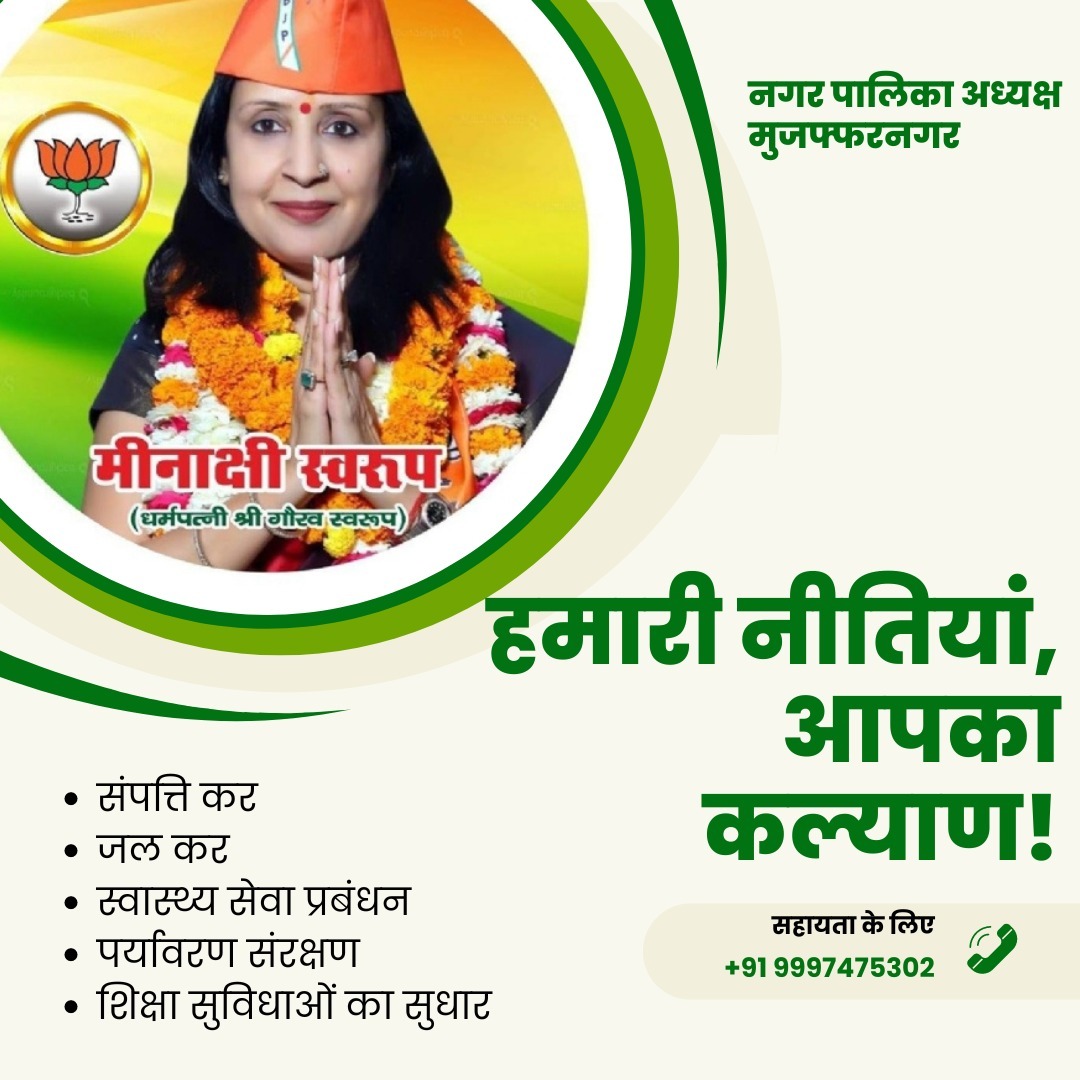 BJP
नगर पालिका अध्यक्ष
मुजफ्फरनगर
मीनाक्षी स्वरूप
(धर्मपत्नी श्री गौरव स्वरूप)
हमारी नीतियां,
आपका
कल्याण!
• संपत्ति कर
• जल कर
• स्वास्थ्य सेवा प्रबंधन
• पर्यावरण संरक्षण
• शिक्षा सुविधाओं का सुधार
सहायता के लिए
+91 9997475302